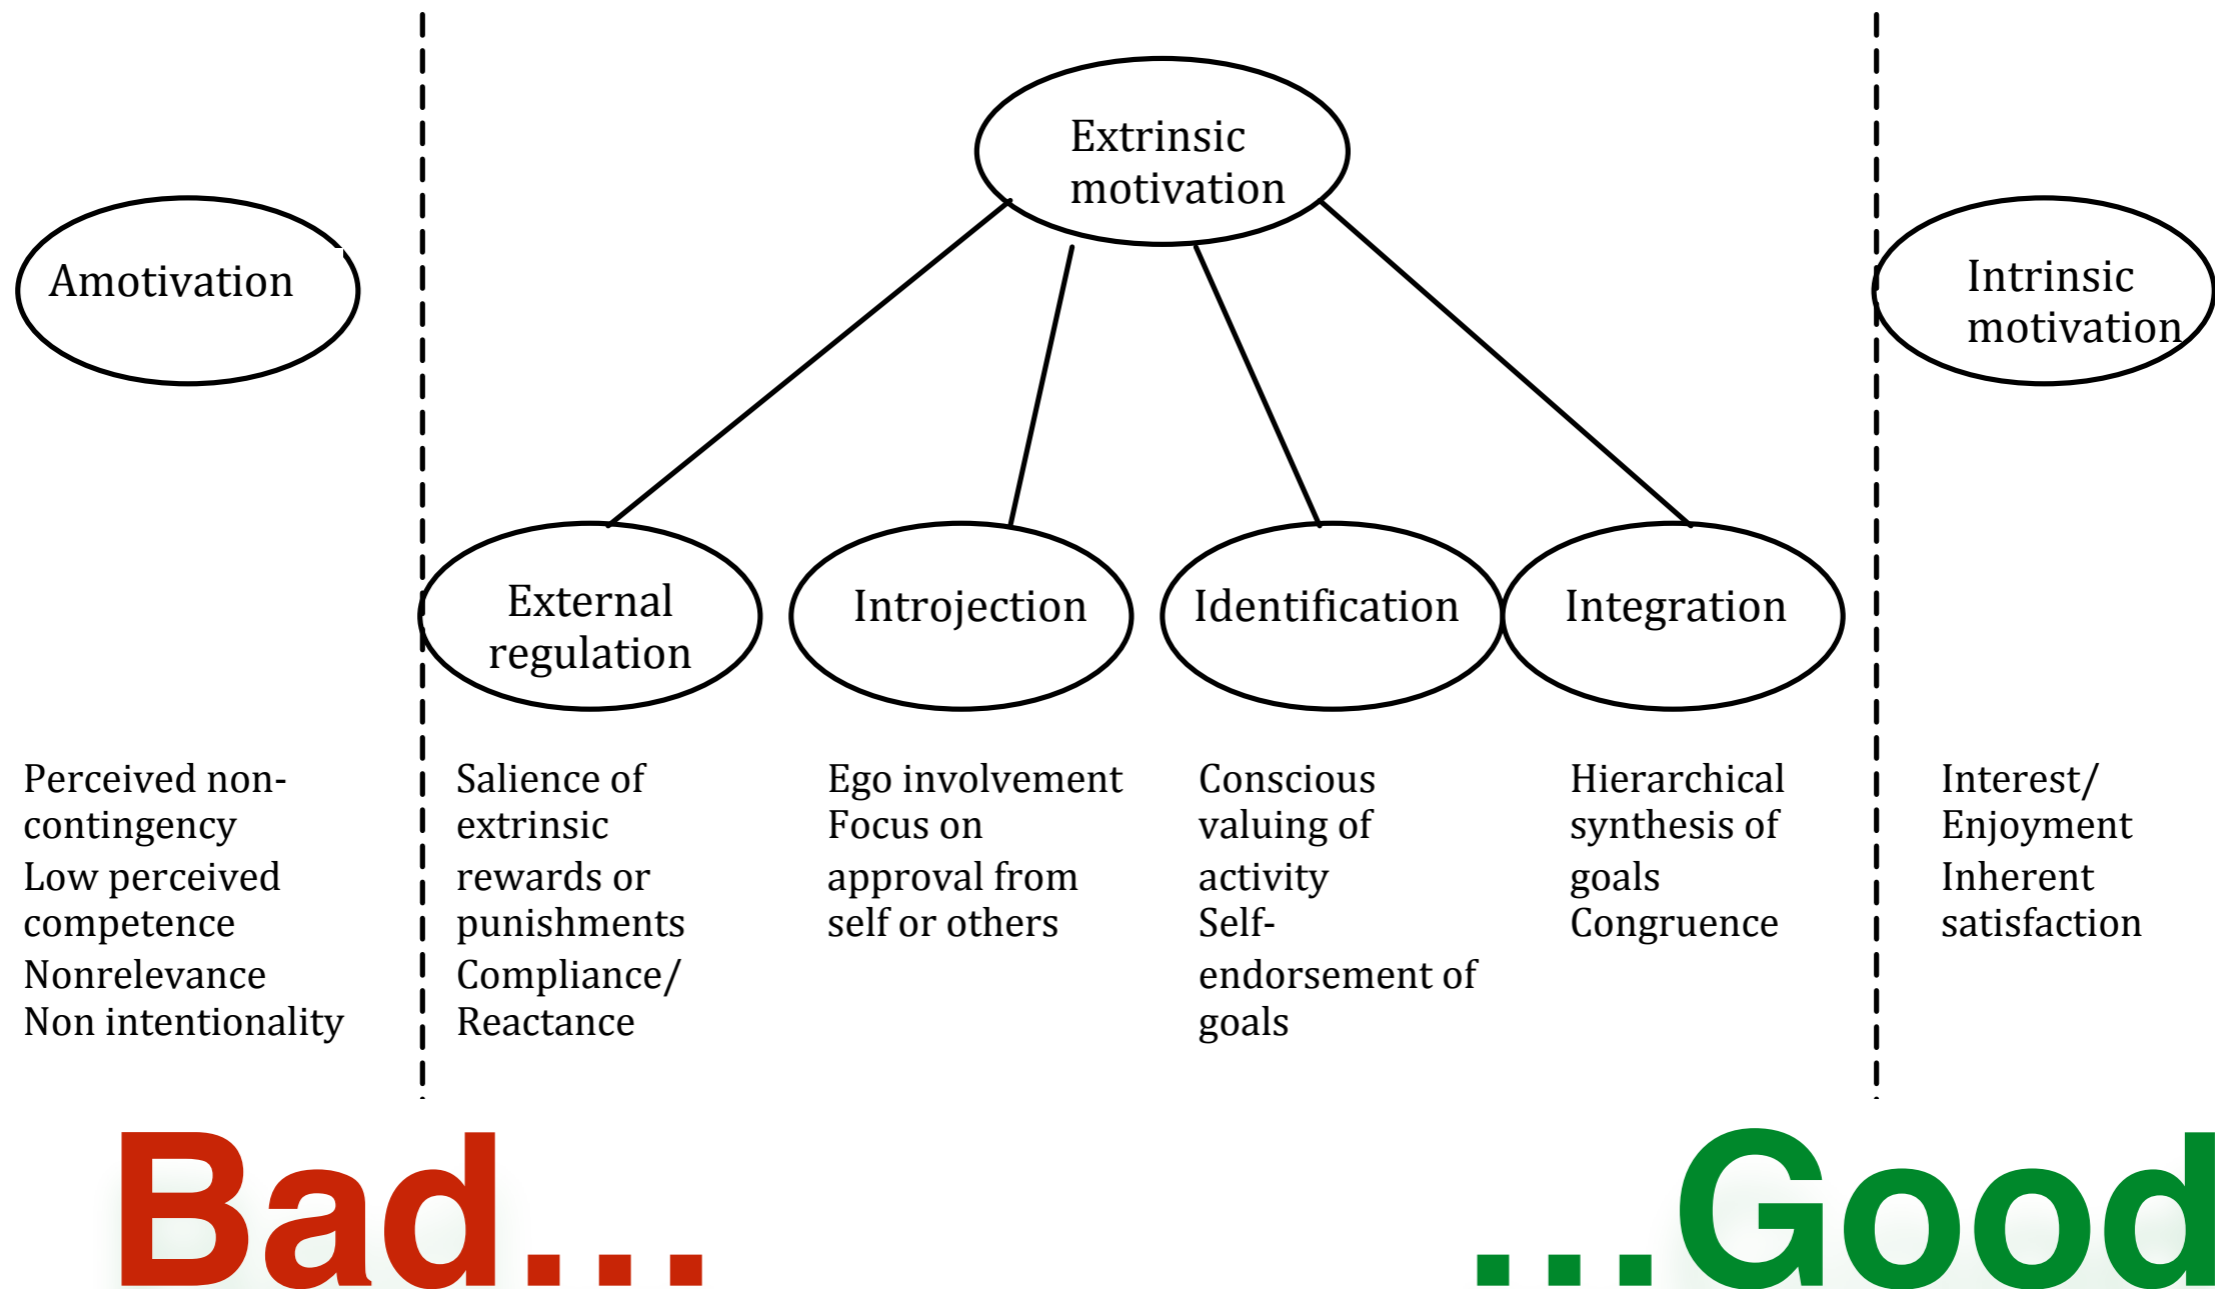 Extrinsic
motivation
Amotivation
Intrinsic
motivation
External
regulation
Introjection
Identification
Integration
Perceived non-
contingency
Low perceived
competence
Nonrelevance
Non intentionality
Salience of
extrinsic
rewards or
punishments
Compliance/
Reactance
Ego involvement
Focus on
approval from
self or others
Conscious
valuing of
activity
Self-
endorsement of
goals
Hierarchical
synthesis of
goals
Congruence
Interest/
Enjoyment
Inherent
satisfaction
Bad...
...Good